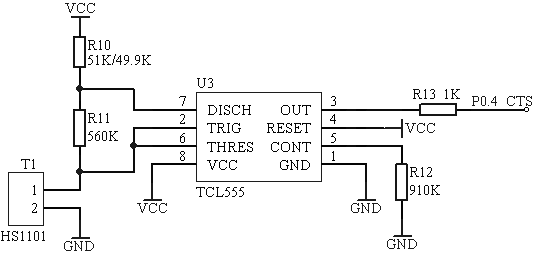 VCC
R10
51K/49.9K
U3
7 DISCH OUT 3 R13 1K P0.4 CTS
2 TRIG RESET 4 VCC
6 THRES CONT 5
8 VCC GND 1
TCL555
R11
560K
T1
1
2
HS1101
GND
VCC
GND
R12
910K
GND